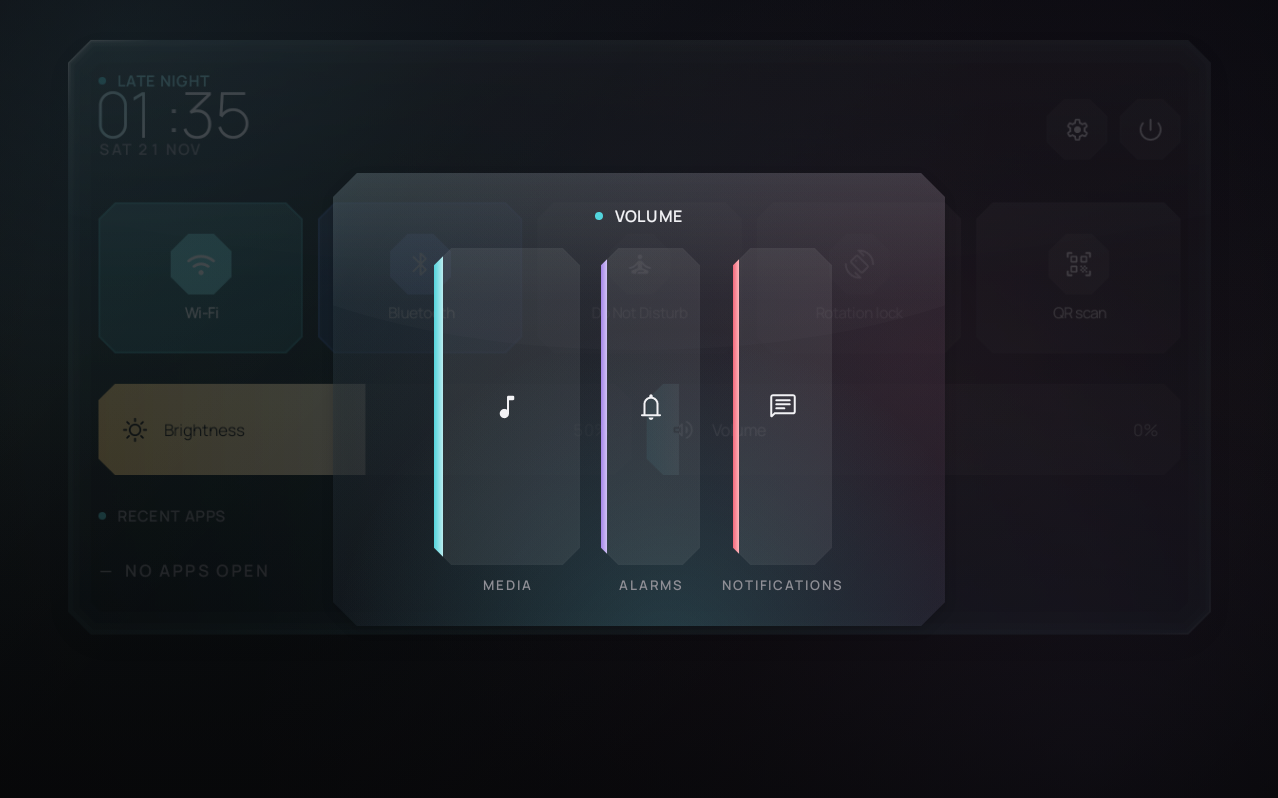 LATE NIGHT
01:35
SAT 21 NOV
VOLUME
Wi-Fi
Bluetooth
Do Not Disturb
Rotation lock
QR scan
Brightness
Volume
0%
RECENT APPS
— NO APPS OPEN
MEDIA
ALARMS
NOTIFICATIONS